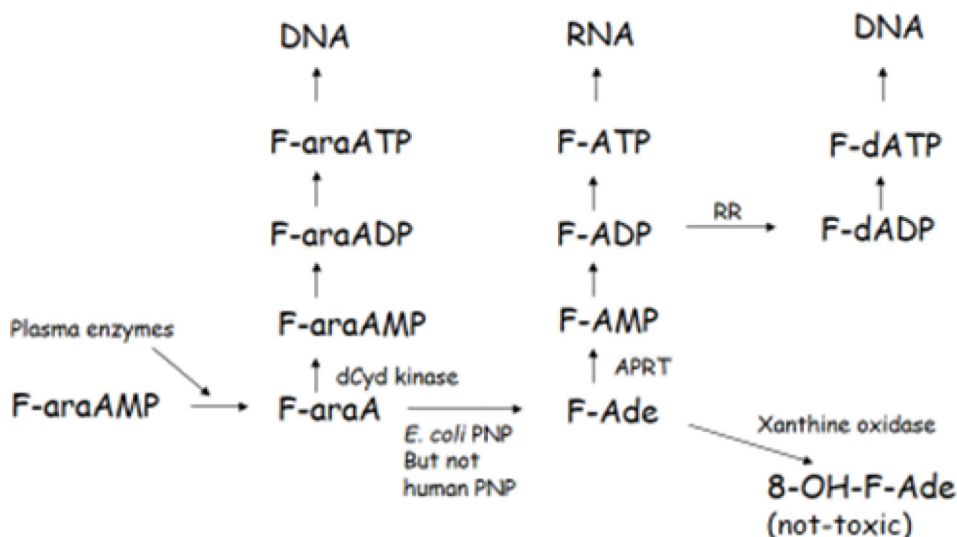 DNA
RNA
DNA
F-araATP
F-ATP
F-dATP
F-araADP
F-ADP
RR
F-dADP
F-araAMP
F-AMP
Plasma enzymes
dCyd kinase
APRT
F-araAMP
F-araA
F-Ade
E. coli PNP
But not
human PNP
Xanthine oxidase
8-OH-F-Ade
(not-toxic)